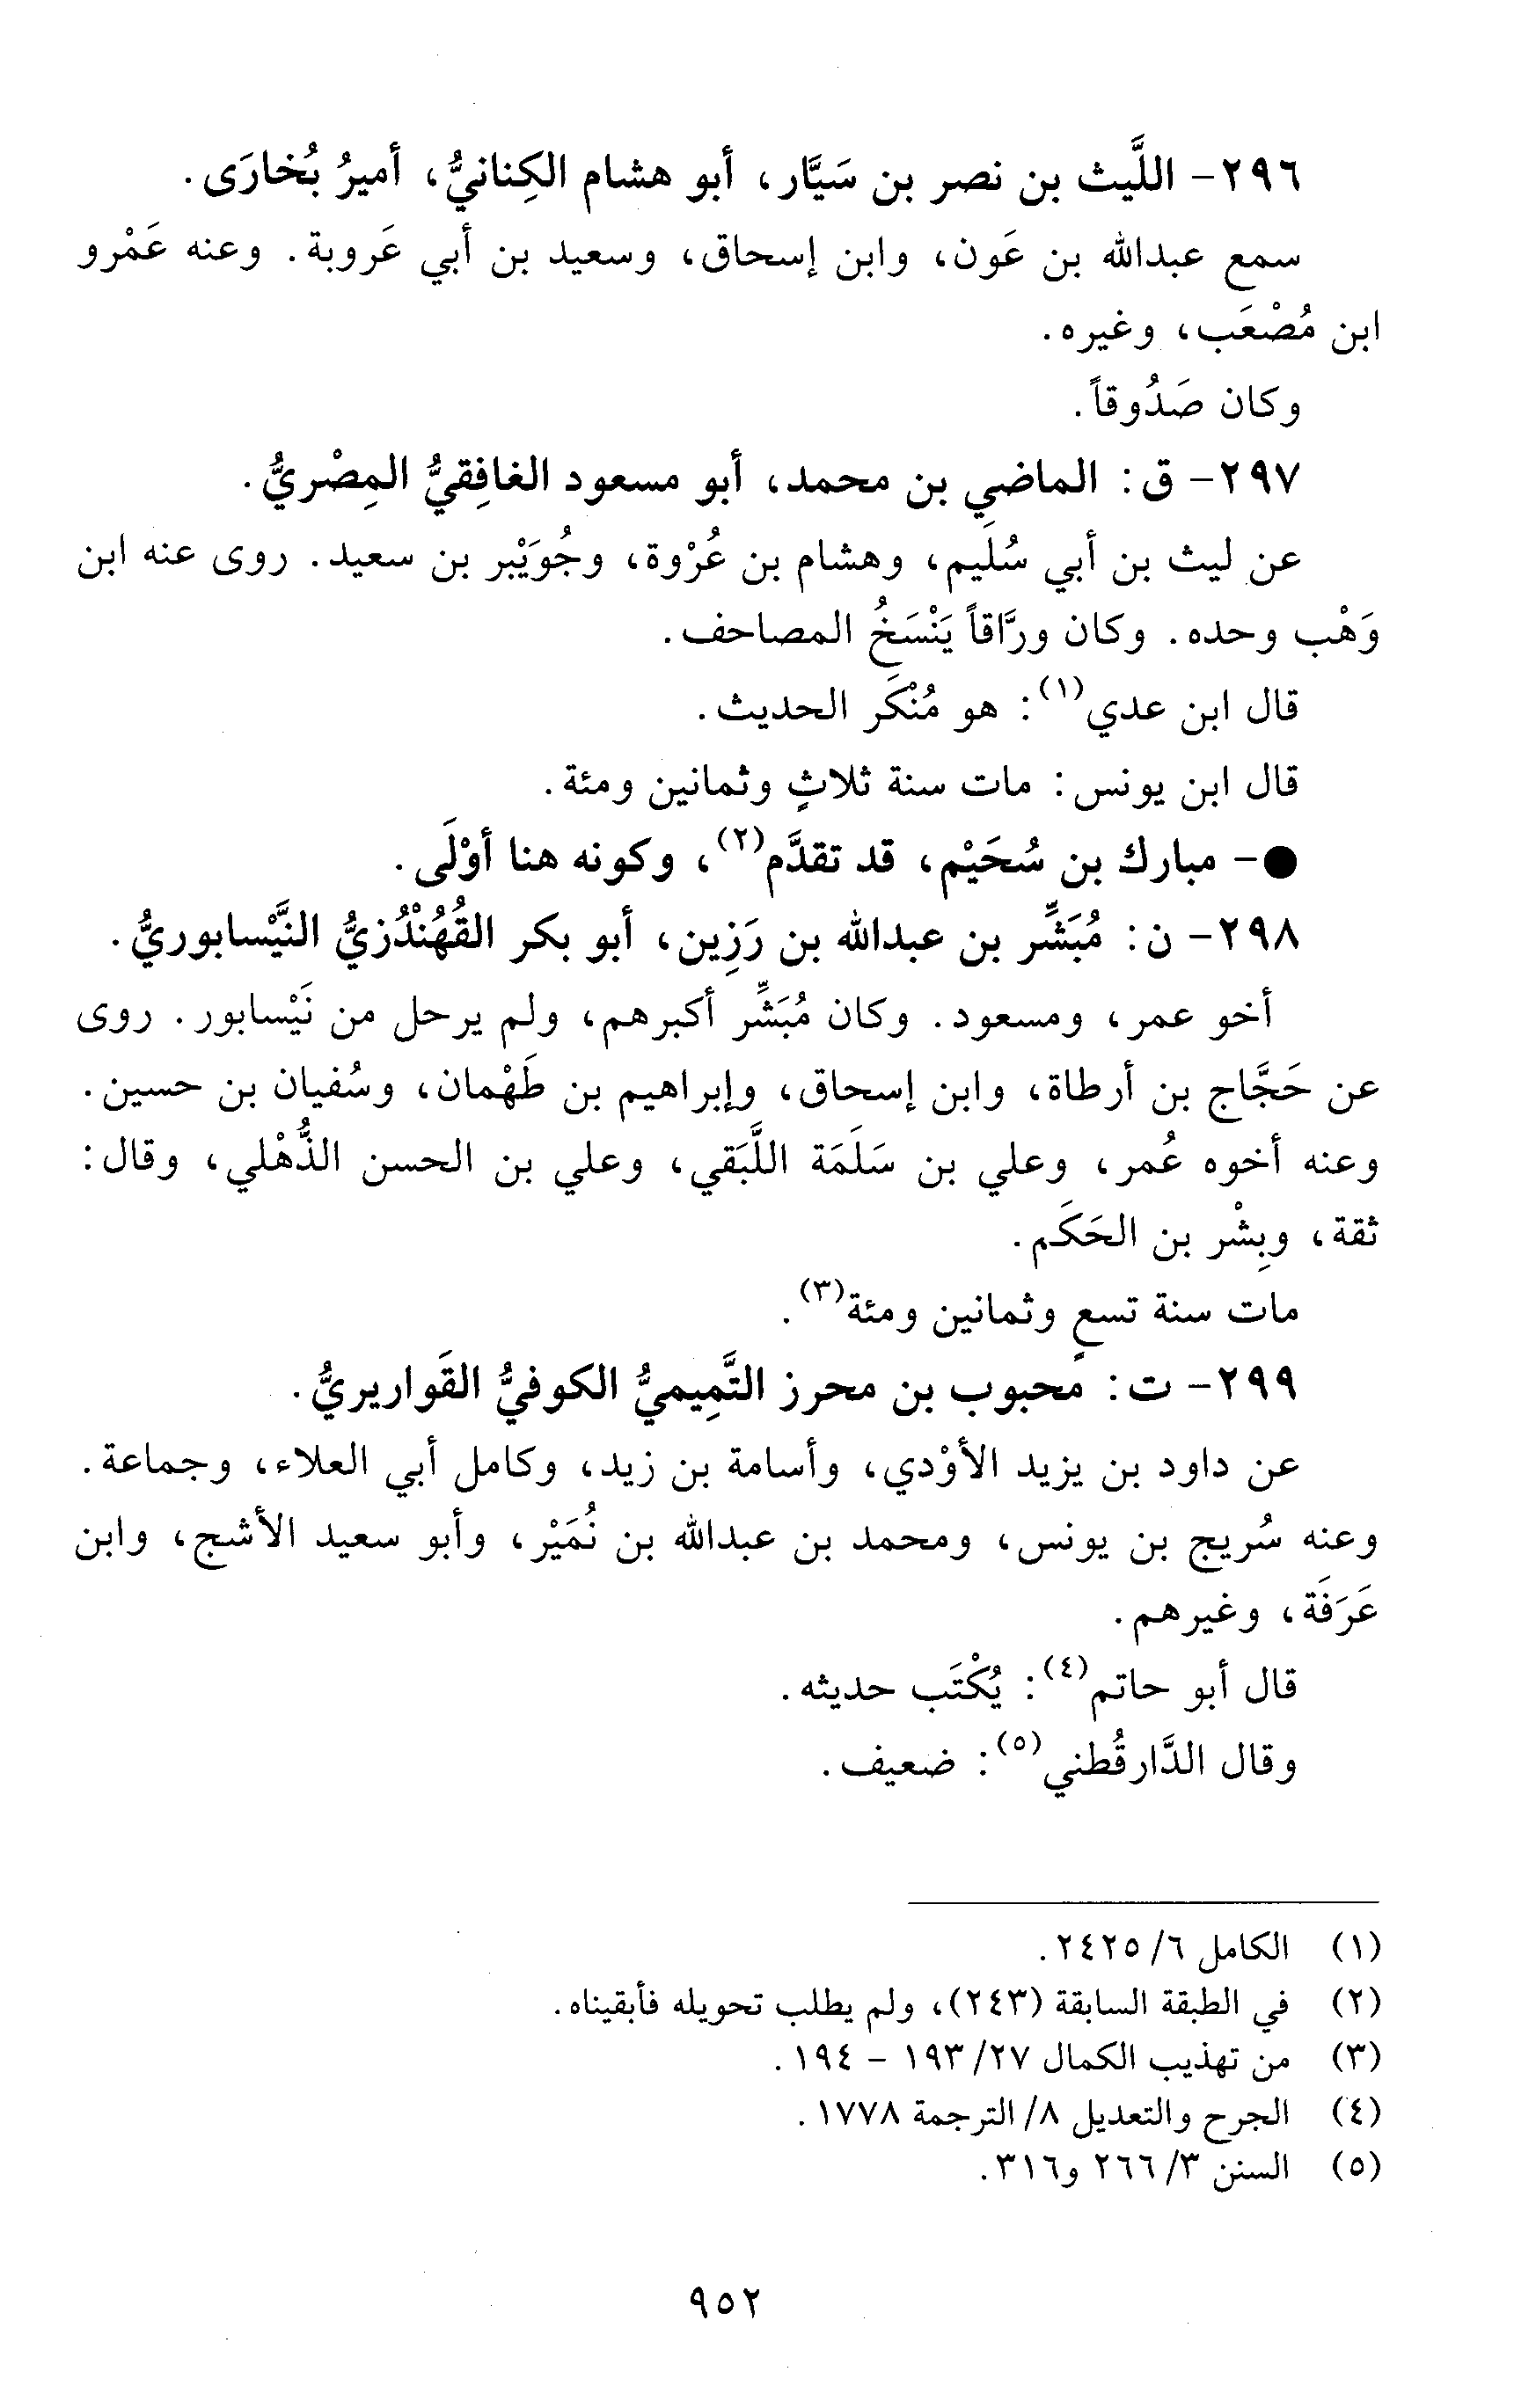 ٢٩٦- اللَّيث بن نصر بن سَيَّار، أبو هشام الكِنانيُّ، أميرُ بُخارَى.
سمع عبدالله بن عَون، وابن إسحاق، وسعيد بن أبي عَروبة. وعنه عَمْرو
ابن مُصْعَب، وغيره.
وكان صَدُوقاً.
٢٩٧- ق: الماضي بن محمد، أبو مسعود الغافِقيُّ المِصْريُّ.
عن ليث بن أبي سُلَيم، وهشام بن عُرْوة، وجُوَيْبر بن سعيد. روى عنه ابن
وَهْب وحده. وكان ورَّاقاً يَنْسَخُ المصاحف.
قال ابن عدي(١): هو مُنْكَر الحديث.
قال ابن يونس: مات سنة ثلاثٍ وثمانين ومئة.
●- مبارك بن سُحَيْم، قد تقدَّم(٢)، وكونه هنا أوْلَى.
٢٩٨- ن: مُبَشِّر بن عبدالله بن رَزِين، أبو بكر القُهُنْدُزيُّ النَّيْسابوريُّ.
أخو عمر، ومسعود. وكان مُبَشِّر أكبرهم، ولم يرحل من نَيْسابور. روى
عن حَجَّاج بن أرطاة، وابن إسحاق، وإبراهيم بن طَهْمان، وسُفيان بن حسين.
وعنه أخوه عُمر، وعلي بن سَلَمَة اللَّبَقي، وعلي بن الحسن الذُّهْلي، وقال:
ثقة، وبِشْر بن الحَكَم.
مات سنة تسعٍ وثمانين ومئة(٣).
٢٩٩- ت: محبوب بن محرز التَّمِيميُّ الكوفيُّ القَواريريُّ.
عن داود بن يزيد الأوْدي، وأسامة بن زيد، وكامل أبي العلاء، وجماعة.
وعنه سُريج بن يونس، ومحمد بن عبدالله بن نُمَيْر، وأبو سعيد الأشج، وابن
عَرَفَة، وغيرهم.
قال أبو حاتم(٤): يُكْتَب حديثه.
وقال الدَّارقُطني(٥): ضعيف.
(١) الكامل ٦/ ٢٤٢٥.
(٢) في الطبقة السابقة (٢٤٣)، ولم يطلب تحويله فأبقيناه.
(٣) من تهذيب الكمال ٢٧/ ١٩٣ - ١٩٤.
(٤) الجرح والتعديل ٨/ الترجمة ١٧٧٨.
(٥) السنن ٣/ ٢٦٦ و٣١٦.
٩٥٢